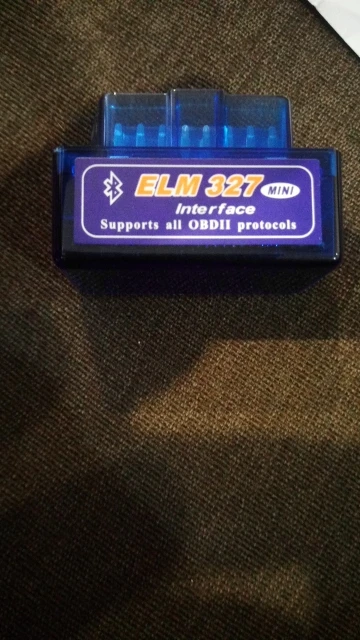 ELM 327 MINI
Interface
Supports all OBDII protocols